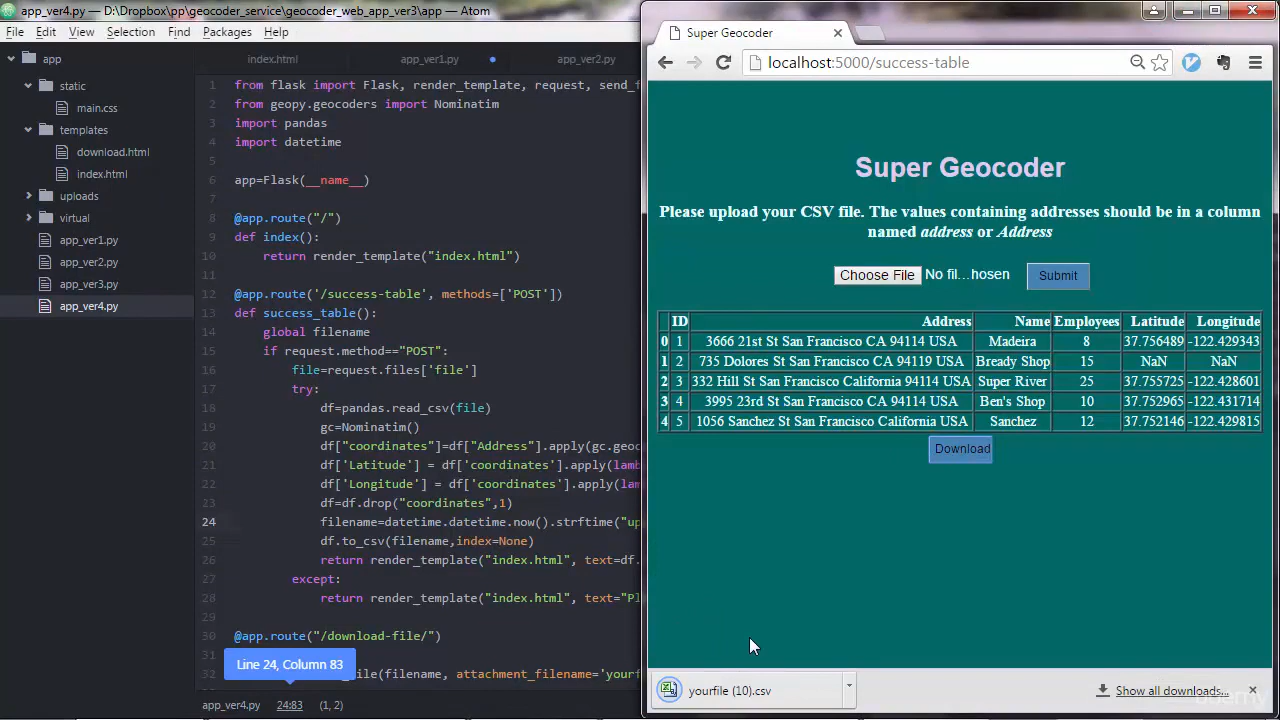 app_ver4.py — D:\Dropbox\pp\geocoder_service\geocoder_web_app_ver3\app — Atom
File Edit View Selection Find Packages Help
app
static
main.css
templates
download.html
index.html
uploads
virtual
app_ver1.py
app_ver2.py
app_ver3.py
app_ver4.py
index.html app_ver1.py app_ver2.py
1 from flask import Flask, render_template, request, send_f
2 from geopy.geocoders import Nominatim
3 import pandas
4 import datetime
5
6 app=Flask(__name__)
7
8 @app.route("/")
9 def index():
10 return render_template("index.html")
11
12 @app.route('/success-table', methods=['POST'])
13 def success_table():
14 global filename
15 if request.method=="POST":
16 file=request.files['file']
17 try:
18 df=pandas.read_csv(file)
19 gc=Nominatim()
20 df["coordinates"]=df["Address"].apply(gc.geoc
21 df['Latitude'] = df['coordinates'].apply(lamb
22 df['Longitude'] = df['coordinates'].apply(lam
23 df=df.drop("coordinates",1)
24 filename=datetime.datetime.now().strftime("up
25 df.to_csv(filename,index=None)
26 return render_template("index.html", text=df.
27 except:
28 return render_template("index.html", text="Pl
29
30 @app.route("/download-file/")
31
32 _file(filename, attachment_filename='your
Line 24, Column 83
app_ver4.py 24:83 (1, 2)
Super Geocoder
localhost:5000/success-table
Super Geocoder
Please upload your CSV file. The values containing addresses should be in a column
named address or Address
Choose File No fil...hosen Submit
ID Address Name Employees Latitude Longitude
0 1 3666 21st St San Francisco CA 94114 USA Madeira 8 37.756489 -122.429343
1 2 735 Dolores St San Francisco CA 94119 USA Bready Shop 15 NaN NaN
2 3 332 Hill St San Francisco California 94114 USA Super River 25 37.755725 -122.428601
3 4 3995 23rd St San Francisco CA 94114 USA Ben's Shop 10 37.752965 -122.431714
4 5 1056 Sanchez St San Francisco California USA Sanchez 12 37.752146 -122.429815
Download
yourfile (10).csv
Show all downloads...
udemy